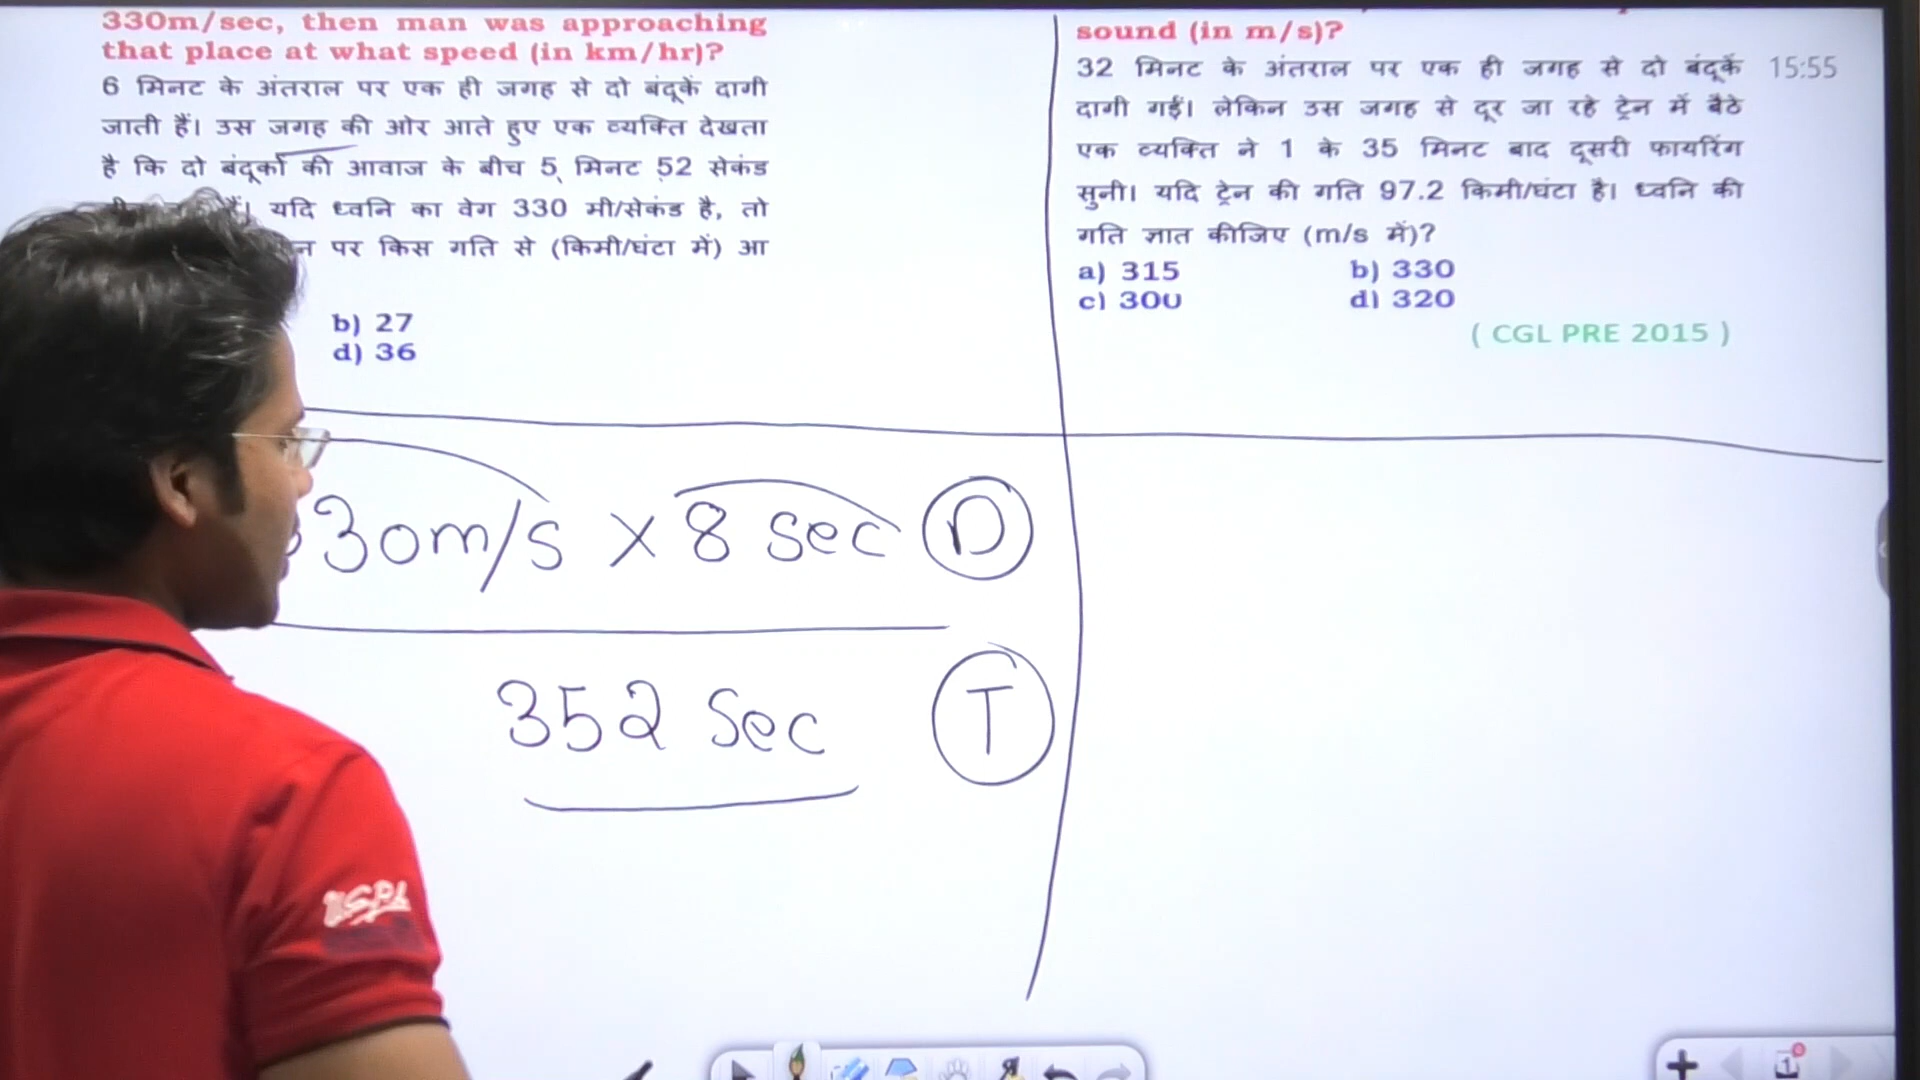 330m/sec, then man was approaching
that place at what speed (in km/hr)?
6 मिनट के अंतराल पर एक ही जगह से दो बंदूकें दागी
जाती हैं। उस जगह की ओर आते हुए एक व्यक्ति देखता
है कि दो बंदूकों की आवाज के बीच 5 मिनट 52 सेकंड
हैं। यदि ध्वनि का वेग 330 मी/सेकंड है, तो
पर किस गति से (किमी/घंटा में) आ
b) 27
d) 36
30m/s × 8 sec D
352 Sec T
sound (in m/s)?
32 मिनट के अंतराल पर एक ही जगह से दो बंदूकें
दागी गईं। लेकिन उस जगह से दूर जा रहे ट्रेन में बैठे
एक व्यक्ति ने 1 के 35 मिनट बाद दूसरी फायरिंग
सुनी। यदि ट्रेन की गति 97.2 किमी/घंटा है। ध्वनि की
गति ज्ञात कीजिए (m/s में)?
a) 315 b) 330
c) 300 d) 320
( CGL PRE 2015 )
15:55
USPA
1